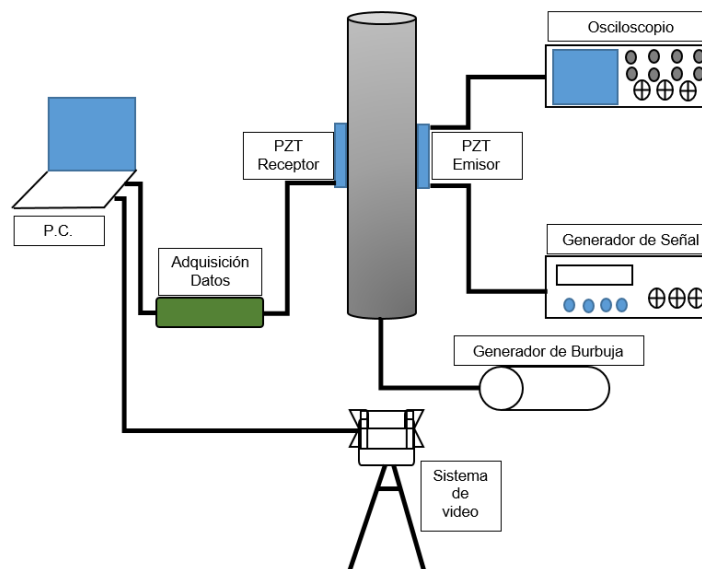 Osciloscopio
PZT
Receptor
PZT
Emisor
P.C.
Adquisición
Datos
Generador de Señal
Generador de Burbuja
Sistema
de
video